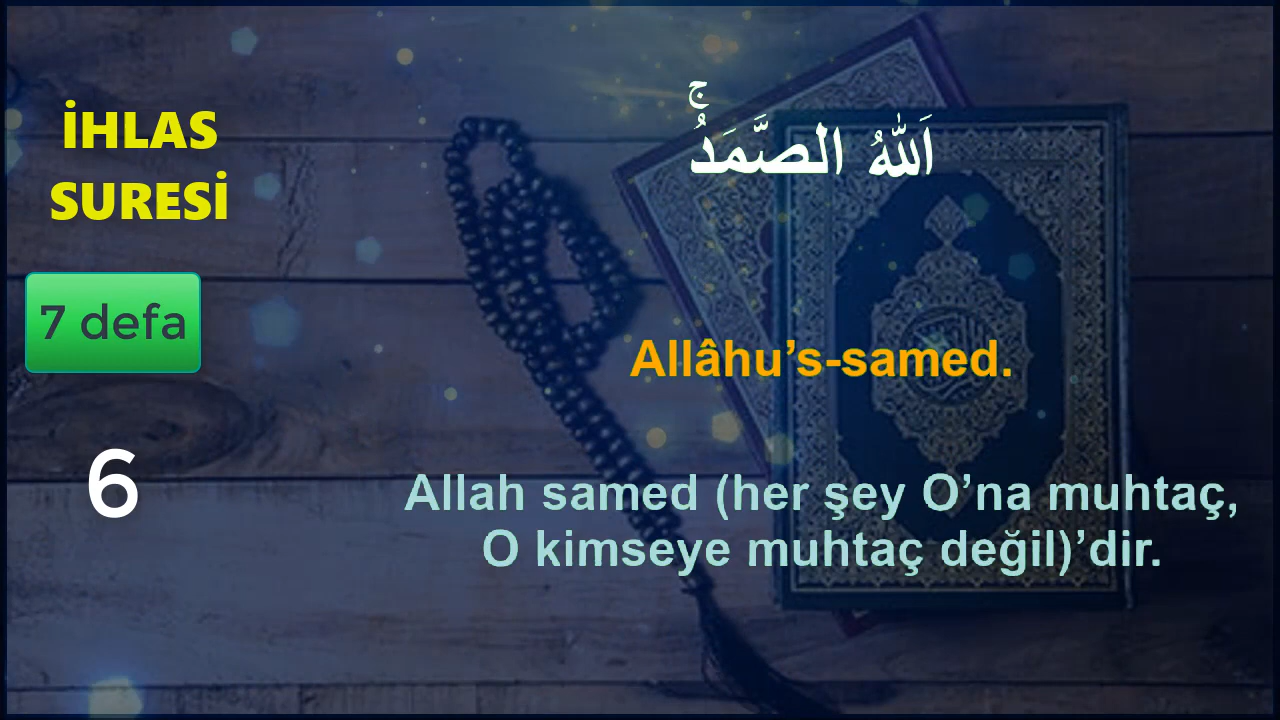 İHLAS
SURESİ
7 defa
6
اَللّٰهُ الصَّمَدُۚ
Allâhu’s-samed.
Allah samed (her şey O’na muhtaç,
O kimseye muhtaç değil)’dir.